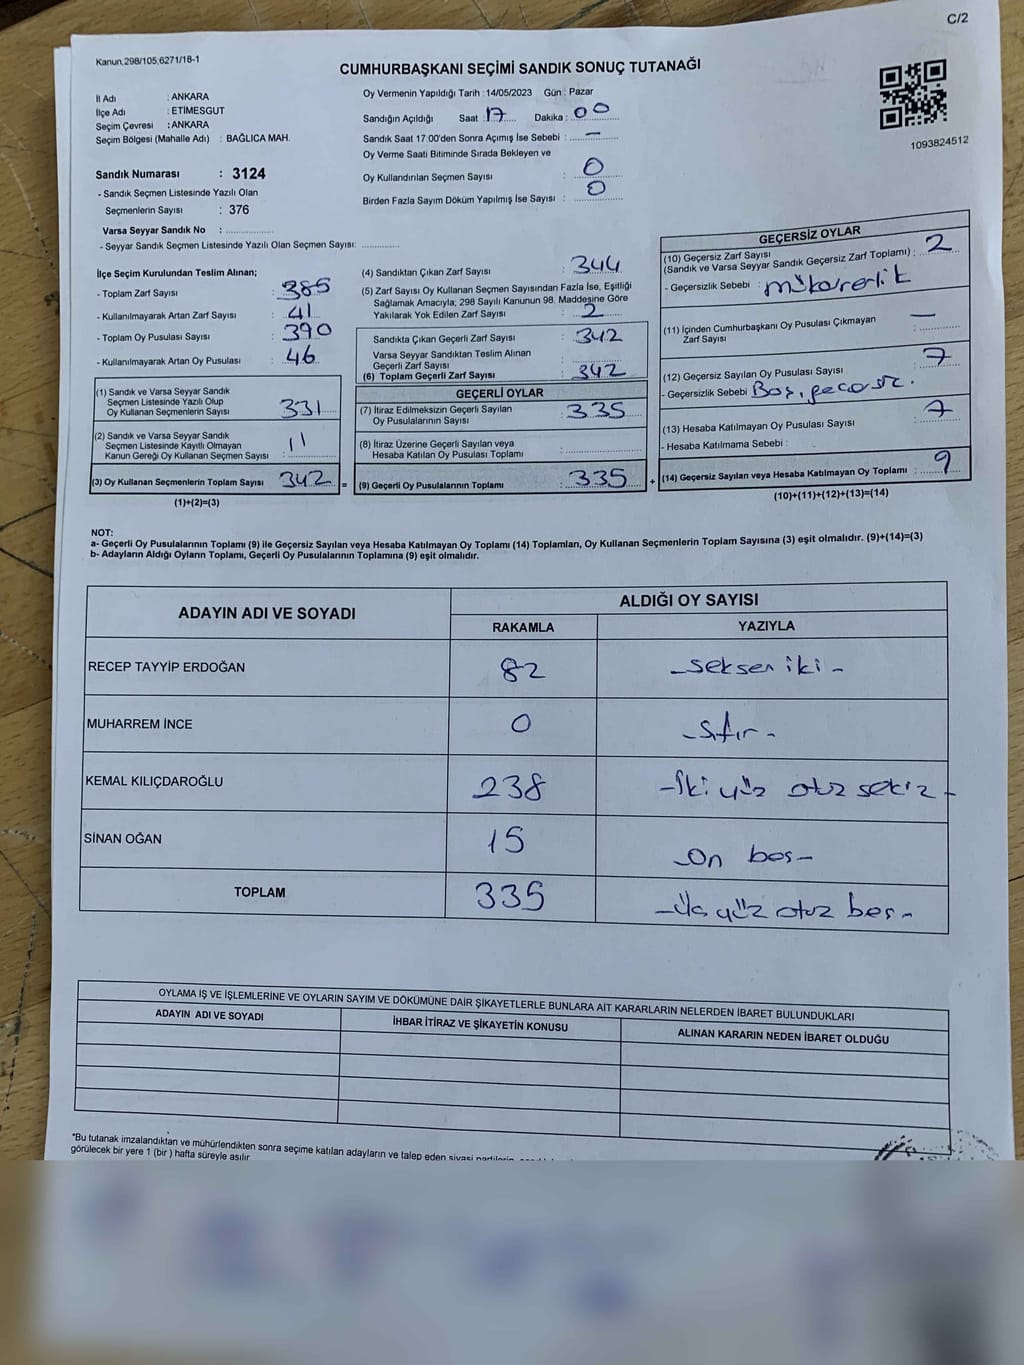 C/2
Kanun,298/105,6271/18-1
CUMHURBAŞKANI SEÇİMİ SANDIK SONUÇ TUTANAĞI
İl Adı : ANKARA
İlçe Adı : ETİMESGUT
Seçim Çevresi : ANKARA
Seçim Bölgesi (Mahalle Adı) : BAĞLICA MAH.
Sandık Numarası : 3124
- Sandık Seçmen Listesinde Yazılı Olan
Seçmenlerin Sayısı : 376
Varsa Seyyar Sandık No :
- Seyyar Sandık Seçmen Listesinde Yazılı Olan Seçmen Sayısı:
Oy Vermenin Yapıldığı Tarih : 14/05/2023 Gün : Pazar
Sandığın Açıldığı Saat : 17 Dakika : 00
Sandık Saat 17.00'den Sonra Açımış İse Sebebi : —
Oy Verme Saati Bitiminde Sırada Bekleyen ve
Oy Kullandırılan Seçmen Sayısı : 0
Birden Fazla Sayım Döküm Yapılmış İse Sayısı : 0
1093824512
İlçe Seçim Kurulundan Teslim Alınan;
- Toplam Zarf Sayısı : 385
- Kullanılmayarak Artan Zarf Sayısı : 41
- Toplam Oy Pusulası Sayısı : 390
- Kullanılmayarak Artan Oy Pusulası : 46
(1) Sandık ve Varsa Seyyar Sandık
Seçmen Listesinde Yazılı Olup
Oy Kullanan Seçmenlerin Sayısı : 331
(2) Sandık ve Varsa Seyyar Sandık
Seçmen Listesinde Kayıtlı Olmayan
Kanun Gereği Oy Kullanan Seçmen Sayısı : 11
(3) Oy Kullanan Seçmenlerin Toplam Sayısı : 342 =
(1)+(2)=(3)
(4) Sandıktan Çıkan Zarf Sayısı : 344
(5) Zarf Sayısı Oy Kullanan Seçmen Sayısından Fazla İse, Eşitliği
Sağlamak Amacıyla; 298 Sayılı Kanunun 98. Maddesine Göre
Yakılarak Yok Edilen Zarf Sayısı : 2
Sandıkta Çıkan Geçerli Zarf Sayısı : 342
Varsa Seyyar Sandıktan Teslim Alınan
Geçerli Zarf Sayısı :
(6) Toplam Geçerli Zarf Sayısı : 342
GEÇERLİ OYLAR
(7) İtiraz Edilmeksizin Geçerli Sayılan
Oy Pusulalarının Sayısı : 335
(8) İtiraz Üzerine Geçerli Sayılan veya
Hesaba Katılan Oy Pusulası Toplamı :
(9) Geçerli Oy Pusulalarının Toplamı : 335 +
GEÇERSİZ OYLAR
(10) Geçersiz Zarf Sayısı
(Sandık ve Varsa Seyyar Sandık Geçersiz Zarf Toplamı) : 2
- Geçersizlik Sebebi : mükererlik
(11) İçinden Cumhurbaşkanı Oy Pusulası Çıkmayan
Zarf Sayısı : —
(12) Geçersiz Sayılan Oy Pusulası Sayısı : 7
- Geçersizlik Sebebi Boş, geçersiz.
(13) Hesaba Katılmayan Oy Pusulası Sayısı : 7
- Hesaba Katılmama Sebebi :
(14) Geçersiz Sayılan veya Hesaba Katılmayan Oy Toplamı : 9
(10)+(11)+(12)+(13)=(14)
NOT:
a- Geçerli Oy Pusulalarının Toplamı (9) ile Geçersiz Sayılan veya Hesaba Katılmayan Oy Toplamı (14) Toplamları, Oy Kullanan Seçmenlerin Toplam Sayısına (3) eşit olmalıdır. (9)+(14)=(3)
b- Adayların Aldığı Oyların Toplamı, Geçerli Oy Pusulalarının Toplamına (9) eşit olmalıdır.
ADAYIN ADI VE SOYADI ALDIĞI OY SAYISI
RAKAMLA YAZIYLA
RECEP TAYYİP ERDOĞAN 82 -seksen iki-
MUHARREM İNCE 0 -sıfır-
KEMAL KILIÇDAROĞLU 238 -İki yüz otuz sekiz-
SİNAN OĞAN 15 -On beş-
TOPLAM 335 -Üç yüz otuz beş-
OYLAMA İŞ VE İŞLEMLERİNE VE OYLARIN SAYIM VE DÖKÜMÜNE DAİR ŞİKAYETLERLE BUNLARA AİT KARARLARIN NELERDEN İBARET BULUNDUKLARI
ADAYIN ADI VE SOYADI İHBAR İTİRAZ VE ŞİKAYETİN KONUSU ALINAN KARARIN NEDEN İBARET OLDUĞU
*Bu tutanak imzalandıktan ve mühürlendikten sonra seçime katılan adayların ve talep eden siyasi partilerin
görülecek bir yere 1 (bir) hafta süreyle asılır